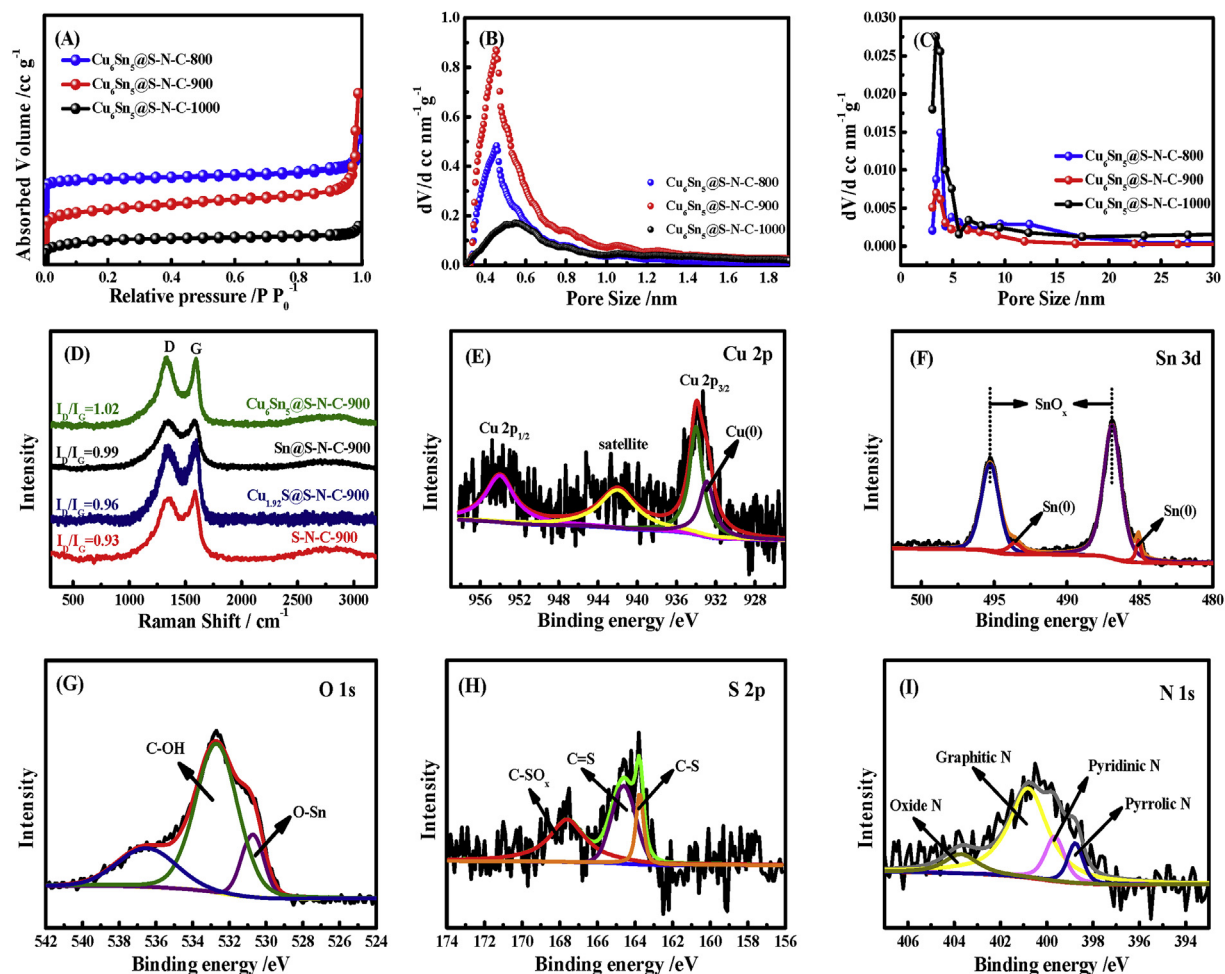 (A)
Cu₆Sn₅@S-N-C-800
Cu₆Sn₅@S-N-C-900
Cu₆Sn₅@S-N-C-1000
Absorbed Volume /cc g⁻¹
0.0 0.2 0.4 0.6 0.8 1.0
Relative pressure /P P₀⁻¹
(B)
dV/d cc nm⁻¹g⁻¹
1.0
0.8
0.6
0.4
0.2
0.0
Cu₆Sn₅@S-N-C-800
Cu₆Sn₅@S-N-C-900
Cu₆Sn₅@S-N-C-1000
0.4 0.6 0.8 1.0 1.2 1.4 1.6 1.8
Pore Size /nm
(C)
dV/d cc nm⁻¹g⁻¹
0.030
0.025
0.020
0.015
0.010
0.005
0.000
Cu₆Sn₅@S-N-C-800
Cu₆Sn₅@S-N-C-900
Cu₆Sn₅@S-N-C-1000
0 5 10 15 20 25 30
Pore Size /nm
(D)
D G
I_D/I_G=1.02 Cu₆Sn₅@S-N-C-900
I_D/I_G=0.99 Sn@S-N-C-900
I_D/I_G=0.96 Cu₁.₉₂S@S-N-C-900
I_D/I_G=0.93 S-N-C-900
Intensity
500 1000 1500 2000 2500 3000
Raman Shift / cm⁻¹
(E) Cu 2p
Cu 2p₃/₂
Cu 2p₁/₂
satellite
Cu(0)
Intensity
956 952 948 944 940 936 932 928
Binding energy /eV
(F) Sn 3d
SnOₓ
Sn(0)
Sn(0)
Intensity
500 495 490 485 480
Binding energy /eV
(G) O 1s
C-OH
O-Sn
Intensity
542 540 538 536 534 532 530 528 526 524
Binding energy /eV
(H) S 2p
C=S
C-SOₓ
C-S
Intensity
174 172 170 168 166 164 162 160 158 156
Binding energy /eV
(I) N 1s
Graphitic N
Pyridinic N
Oxide N
Pyrrolic N
Intensity
406 404 402 400 398 396 394
Binding energy /eV